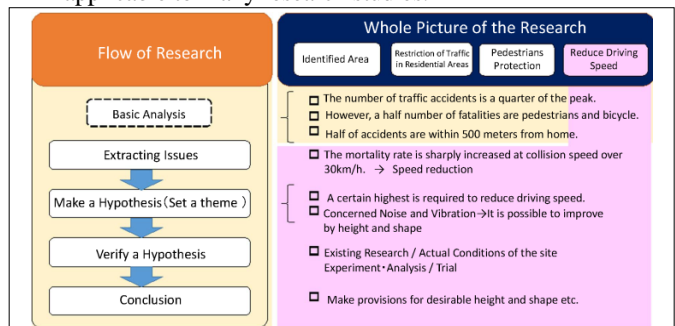 Flow of Research
Basic Analysis
Extracting Issues
Make a Hypothesis(Set a theme )
Verify a Hypothesis
Conclusion
Whole Picture of the Research
Identified Area
Restriction of Traffic
in Residential Areas
Pedestrians
Protection
Reduce Driving
Speed
The number of traffic accidents is a quarter of the peak.
However, a half number of fatalities are pedestrians and bicycle.
Half of accidents are within 500 meters from home.
The mortality rate is sharply increased at collision speed over
30km/h. → Speed reduction
A certain highest is required to reduce driving speed.
Concerned Noise and Vibration→It is possible to improve
by height and shape
Existing Research / Actual Conditions of the site
Experiment・Analysis / Trial
Make provisions for desirable height and shape etc.